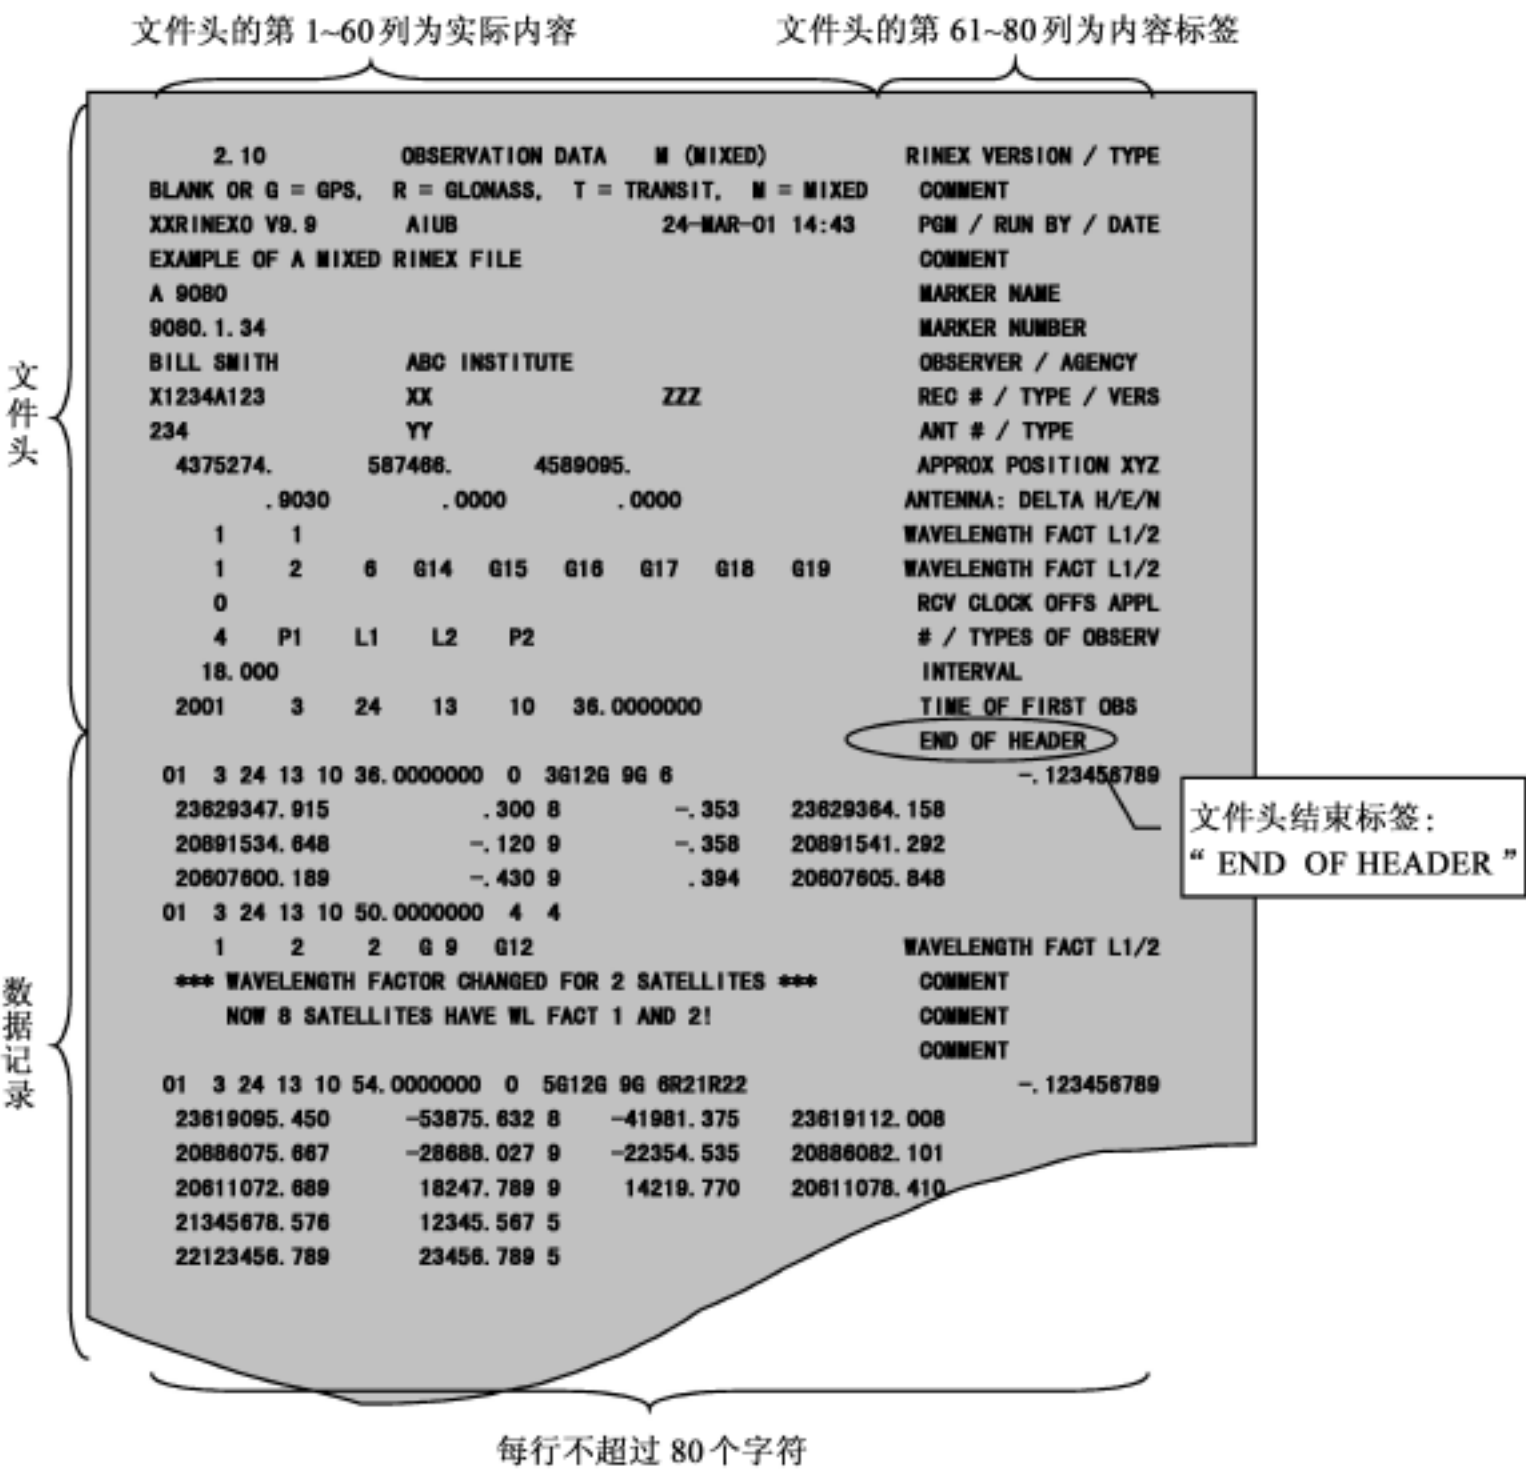 文件头的第 1~60列为实际内容 文件头的第 61~80列为内容标签
2.10 OBSERVATION DATA M (MIXED) RINEX VERSION / TYPE
BLANK OR G = GPS, R = GLONASS, T = TRANSIT, M = MIXED COMMENT
XXRINEXO V9.9 AIUB 24-MAR-01 14:43 PGM / RUN BY / DATE
EXAMPLE OF A MIXED RINEX FILE COMMENT
A 9080 MARKER NAME
9080.1.34 MARKER NUMBER
BILL SMITH ABC INSTITUTE OBSERVER / AGENCY
X1234A123 XX ZZZ REC # / TYPE / VERS
234 YY ANT # / TYPE
4375274. 587466. 4589095. APPROX POSITION XYZ
.9030 .0000 .0000 ANTENNA: DELTA H/E/N
1 1 WAVELENGTH FACT L1/2
1 2 6 G14 G15 G16 G17 G18 G19 WAVELENGTH FACT L1/2
0 RCV CLOCK OFFS APPL
4 P1 L1 L2 P2 # / TYPES OF OBSERV
18.000 INTERVAL
2001 3 24 13 10 36.0000000 TIME OF FIRST OBS
END OF HEADER
文件头
01 3 24 13 10 36.0000000 0 3G12G 9G 6 -.123456789
23629347.915 .300 8 -.353 23629364.158
20891534.648 -.120 9 -.358 20891541.292
20607600.189 -.430 9 .394 20607605.848
文件头结束标签：
“ END OF HEADER ”
01 3 24 13 10 50.0000000 4 4
1 2 2 G 9 G12 WAVELENGTH FACT L1/2
*** WAVELENGTH FACTOR CHANGED FOR 2 SATELLITES *** COMMENT
NOW 8 SATELLITES HAVE WL FACT 1 AND 2! COMMENT
COMMENT
01 3 24 13 10 54.0000000 0 5G12G 9G 6R21R22 -.123456789
23619095.450 -53875.632 8 -41981.375 23619112.008
20886075.667 -28688.027 9 -22354.535 20886082.101
20611072.689 18247.789 9 14219.770 20611078.410
21345678.576 12345.567 5
22123456.789 23456.789 5
数据记录
每行不超过 80个字符